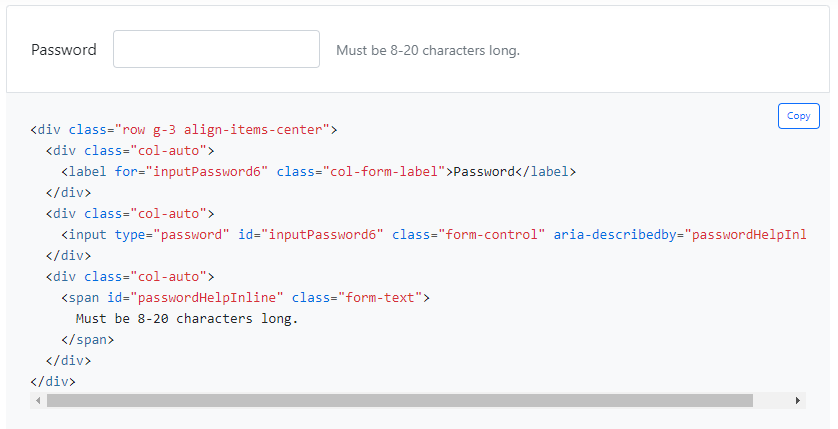 Password
Must be 8-20 characters long.
Copy
<div class="row g-3 align-items-center">
  <div class="col-auto">
    <label for="inputPassword6" class="col-form-label">Password</label>
  </div>
  <div class="col-auto">
    <input type="password" id="inputPassword6" class="form-control" aria-describedby="passwordHelpInl
  </div>
  <div class="col-auto">
    <span id="passwordHelpInline" class="form-text">
      Must be 8-20 characters long.
    </span>
  </div>
</div>